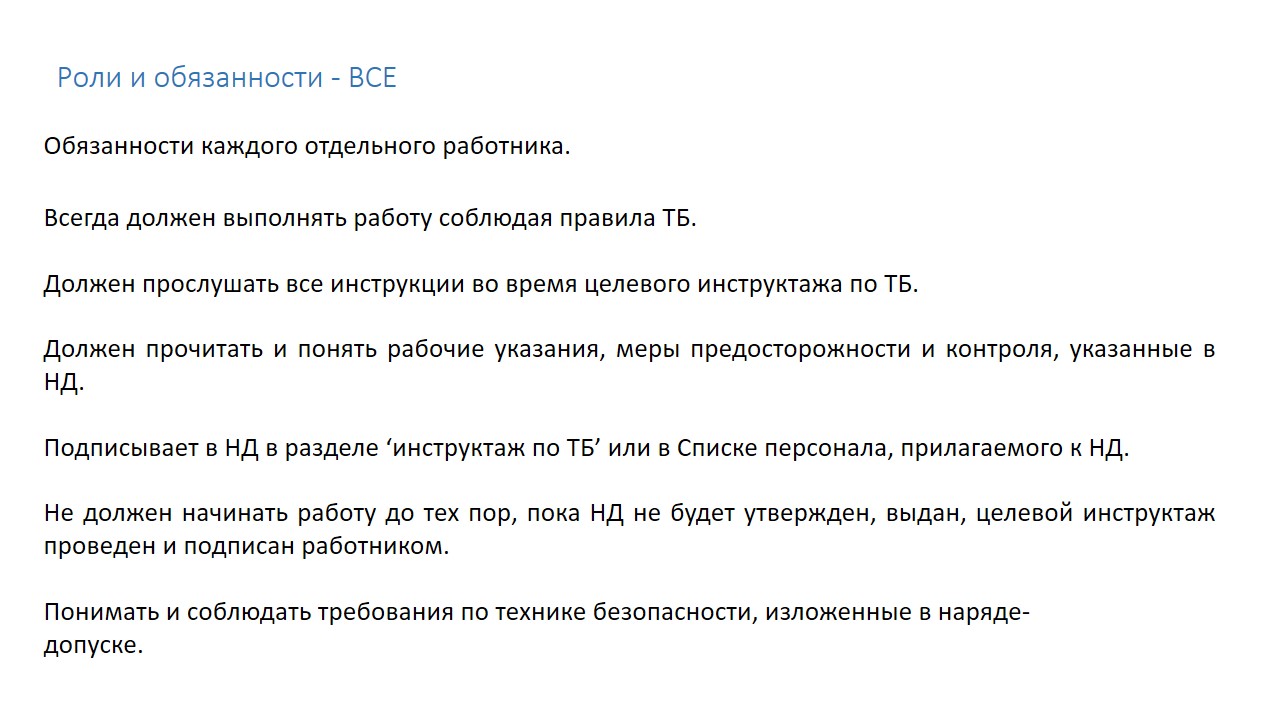 Роли и обязанности - ВСЕ
Обязанности каждого отдельного работника.
Всегда должен выполнять работу соблюдая правила ТБ.
Должен прослушать все инструкции во время целевого инструктажа по ТБ.
Должен прочитать и понять рабочие указания, меры предосторожности и контроля, указанные в
НД.
Подписывает в НД в разделе ‘инструктаж по ТБ’ или в Списке персонала, прилагаемого к НД.
Не должен начинать работу до тех пор, пока НД не будет утвержден, выдан, целевой инструктаж
проведен и подписан работником.
Понимать и соблюдать требования по технике безопасности, изложенные в наряде-
допуске.